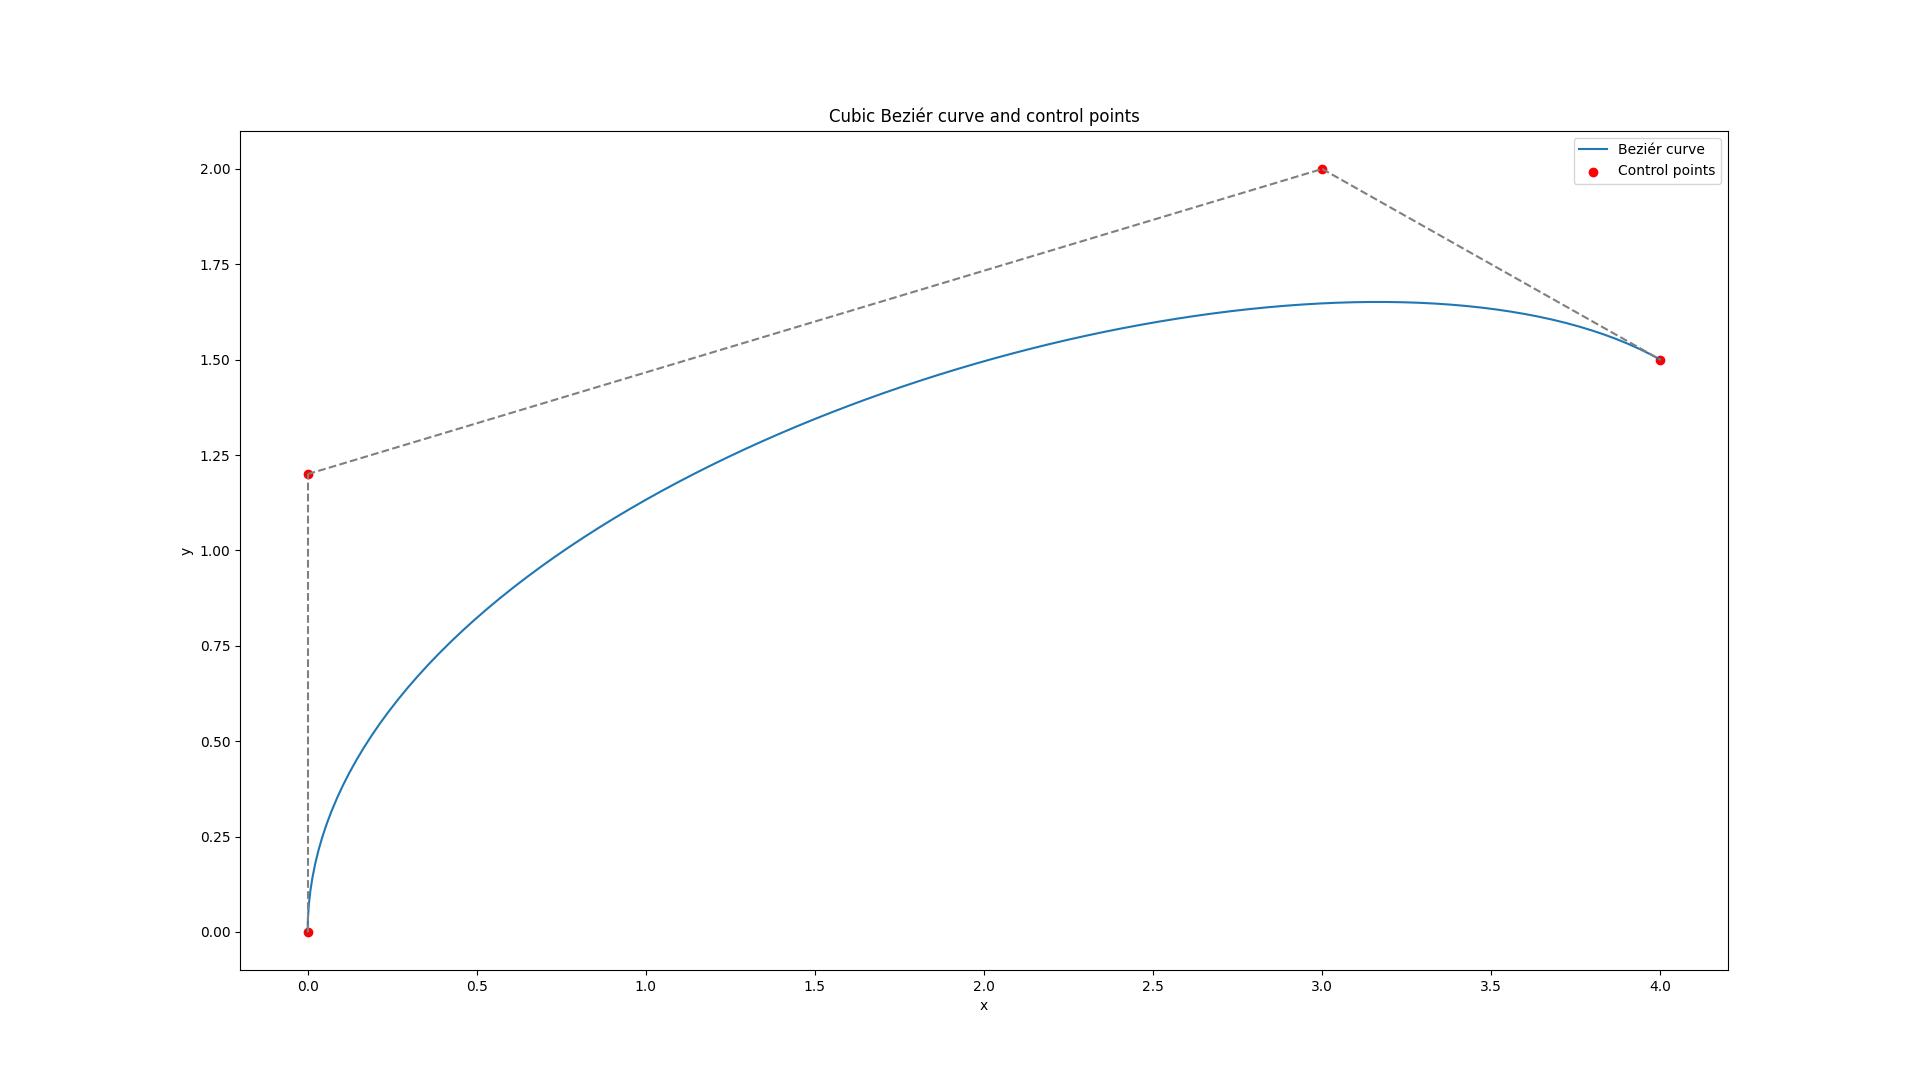 Cubic Beziér curve and control points
Beziér curve
Control points
2.00
1.75
1.50
1.25
1.00
0.75
0.50
0.25
0.00
y
0.0 0.5 1.0 1.5 2.0 2.5 3.0 3.5 4.0
x